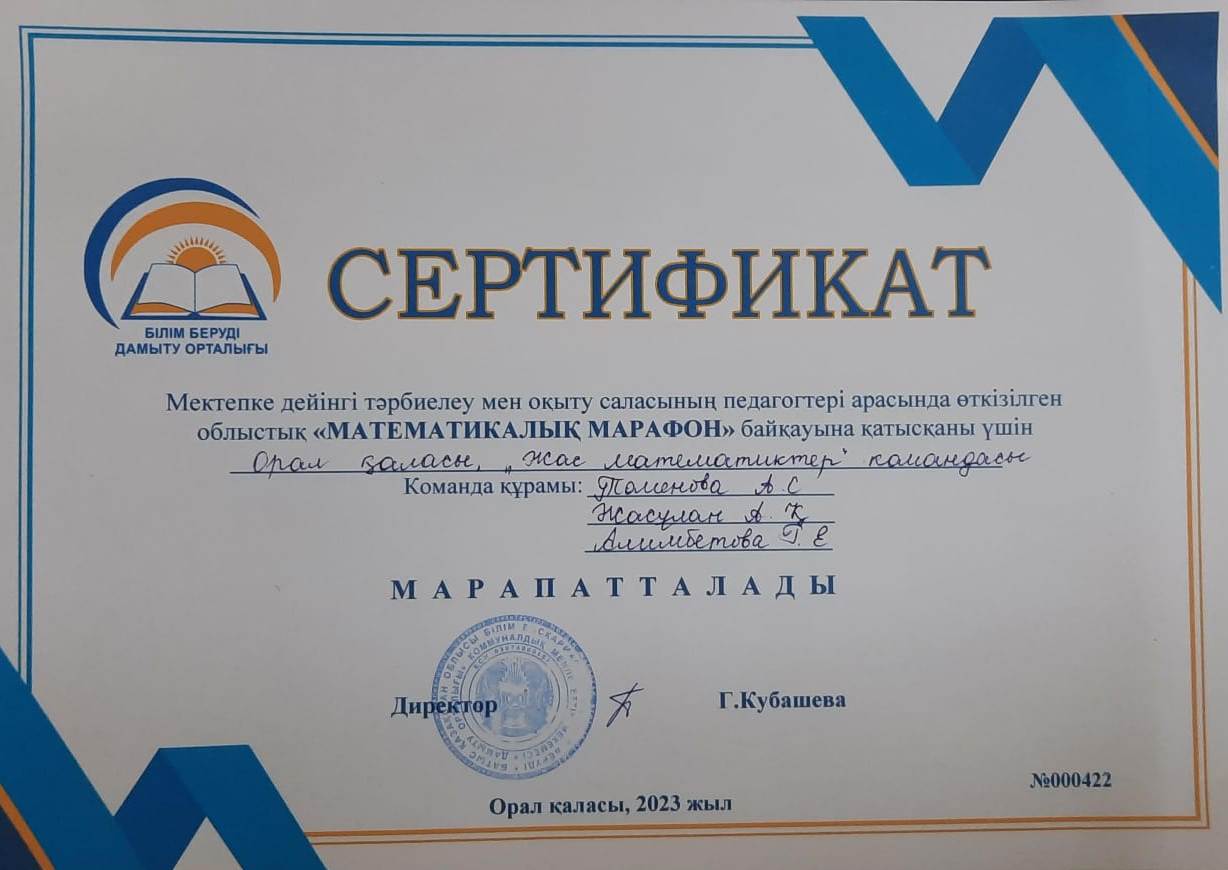 БІЛІМ БЕРУДІ
ДАМЫТУ ОРТАЛЫҒЫ
СЕРТИФИКАТ
Мектепке дейінгі тәрбиелеу мен оқыту саласының педагогтері арасында өткізілген
облыстық «МАТЕМАТИКАЛЫҚ МАРАФОН» байқауына қатысқаны үшін
Орал қаласы, „Жас математиктер" командасы
Команда құрамы: Томенова А.С
Жасұлан А. Қ
Алимбетова Г. Е
МАРАПАТТАЛАДЫ
Директор Г.Кубашева
№000422
Орал қаласы, 2023 жыл